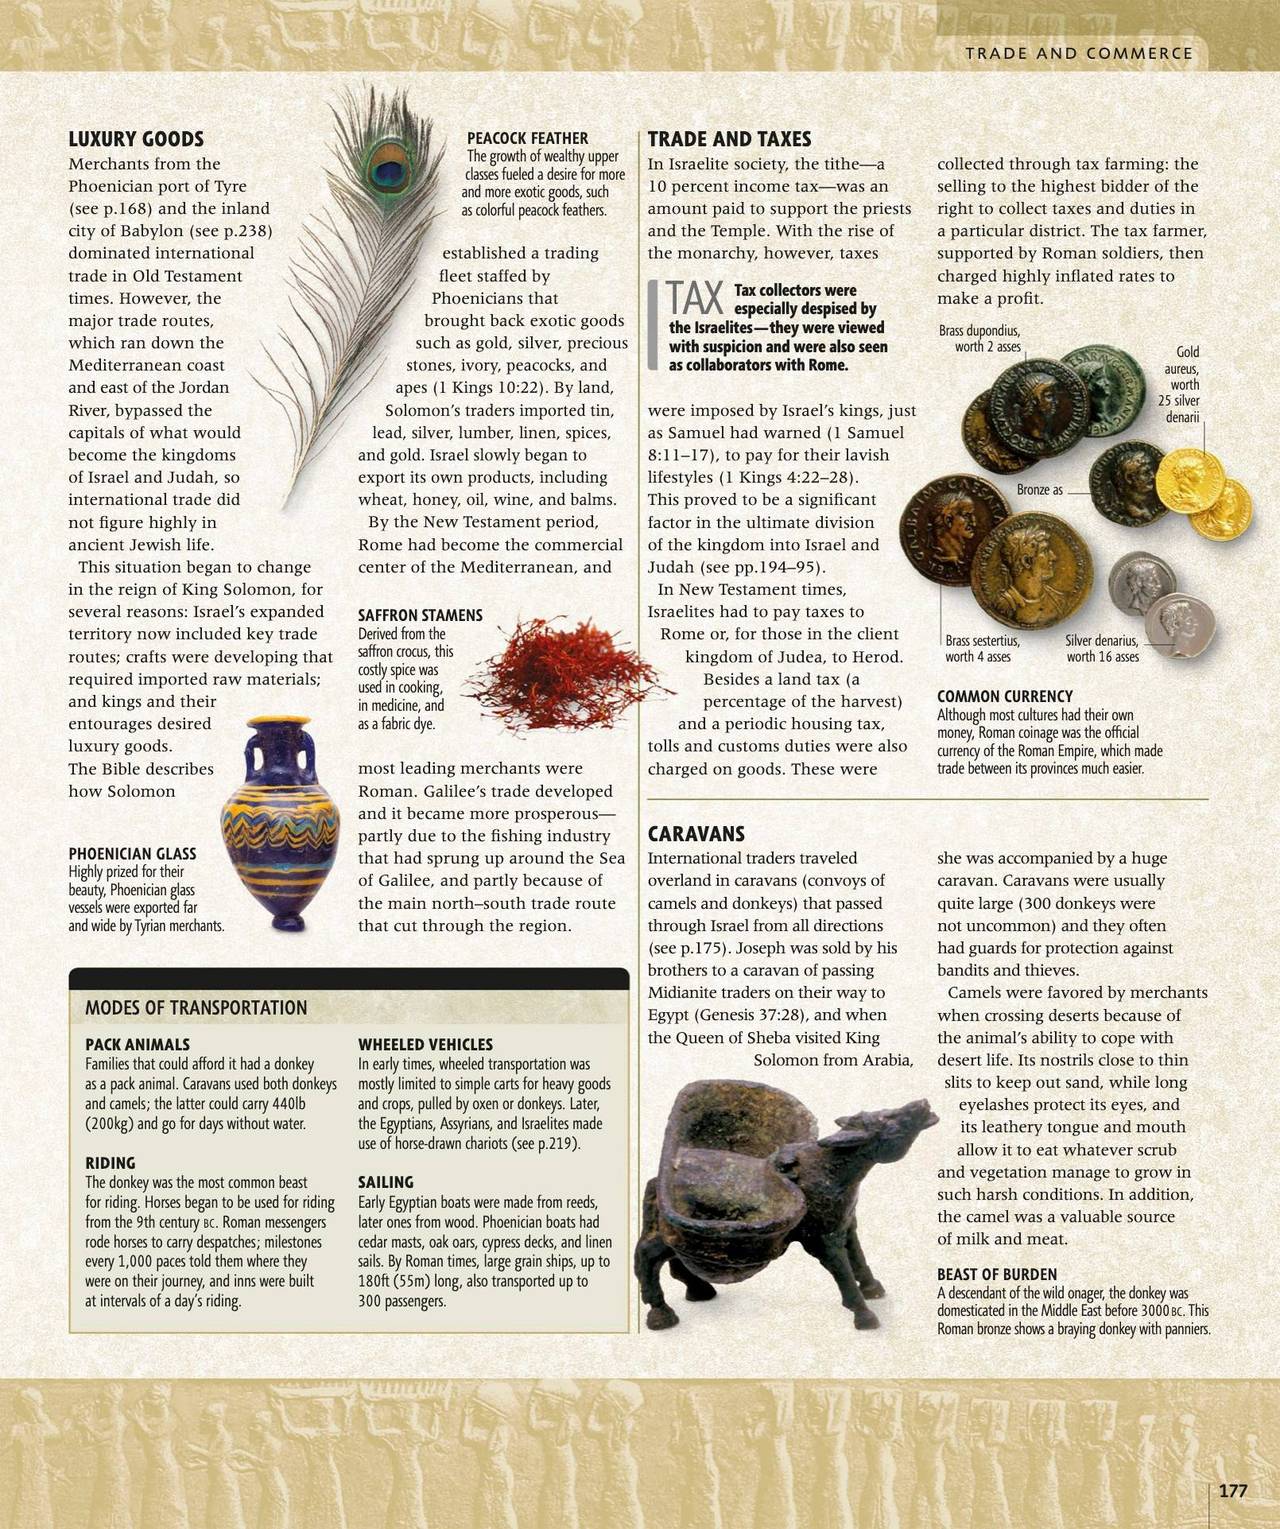 TRADE AND COMMERCE
LUXURY GOODS
Merchants from the
Phoenician port of Tyre
(see p.168) and the inland
city of Babylon (see p.238)
dominated international
trade in Old Testament
times. However, the
major trade routes,
which ran down the
Mediterranean coast
and east of the Jordan
River, bypassed the
capitals of what would
become the kingdoms
of Israel and Judah, so
international trade did
not figure highly in
ancient Jewish life.
This situation began to change
in the reign of King Solomon, for
several reasons: Israel's expanded
territory now included key trade
routes; crafts were developing that
required imported raw materials;
and kings and their
entourages desired
luxury goods.
The Bible describes
how Solomon
PHOENICIAN GLASS
Highly prized for their
beauty, Phoenician glass
vessels were exported far
and wide by Tyrian merchants.
PEACOCK FEATHER
The growth of wealthy upper
classes fueled a desire for more
and more exotic goods, such
as colorful peacock feathers.
established a trading
fleet staffed by
Phoenicians that
brought back exotic goods
such as gold, silver, precious
stones, ivory, peacocks, and
apes (1 Kings 10:22). By land,
Solomon's traders imported tin,
lead, silver, lumber, linen, spices,
and gold. Israel slowly began to
export its own products, including
wheat, honey, oil, wine, and balms.
By the New Testament period,
Rome had become the commercial
center of the Mediterranean, and
SAFFRON STAMENS
Derived from the
saffron crocus, this
costly spice was
used in cooking,
in medicine, and
as a fabric dye.
most leading merchants were
Roman. Galilee's trade developed
and it became more prosperous—
partly due to the fishing industry
that had sprung up around the Sea
of Galilee, and partly because of
the main north–south trade route
that cut through the region.
MODES OF TRANSPORTATION
PACK ANIMALS
Families that could afford it had a donkey
as a pack animal. Caravans used both donkeys
and camels; the latter could carry 440lb
(200kg) and go for days without water.
RIDING
The donkey was the most common beast
for riding. Horses began to be used for riding
from the 9th century BC. Roman messengers
rode horses to carry despatches; milestones
every 1,000 paces told them where they
were on their journey, and inns were built
at intervals of a day's riding.
WHEELED VEHICLES
In early times, wheeled transportation was
mostly limited to simple carts for heavy goods
and crops, pulled by oxen or donkeys. Later,
the Egyptians, Assyrians, and Israelites made
use of horse-drawn chariots (see p.219).
SAILING
Early Egyptian boats were made from reeds,
later ones from wood. Phoenician boats had
cedar masts, oak oars, cypress decks, and linen
sails. By Roman times, large grain ships, up to
180ft (55m) long, also transported up to
300 passengers.
TRADE AND TAXES
In Israelite society, the tithe—a
10 percent income tax—was an
amount paid to support the priests
and the Temple. With the rise of
the monarchy, however, taxes
TAX Tax collectors were
especially despised by
the Israelites—they were viewed
with suspicion and were also seen
as collaborators with Rome.
were imposed by Israel's kings, just
as Samuel had warned (1 Samuel
8:11–17), to pay for their lavish
lifestyles (1 Kings 4:22–28).
This proved to be a significant
factor in the ultimate division
of the kingdom into Israel and
Judah (see pp.194–95).
In New Testament times,
Israelites had to pay taxes to
Rome or, for those in the client
kingdom of Judea, to Herod.
Besides a land tax (a
percentage of the harvest)
and a periodic housing tax,
tolls and customs duties were also
charged on goods. These were
collected through tax farming: the
selling to the highest bidder of the
right to collect taxes and duties in
a particular district. The tax farmer,
supported by Roman soldiers, then
charged highly inflated rates to
make a profit.
Brass dupondius,
worth 2 asses
Gold
aureus,
worth
25 silver
denarii
Bronze as
Brass sestertius,
worth 4 asses
Silver denarius,
worth 16 asses
COMMON CURRENCY
Although most cultures had their own
money, Roman coinage was the official
currency of the Roman Empire, which made
trade between its provinces much easier.
CARAVANS
International traders traveled
overland in caravans (convoys of
camels and donkeys) that passed
through Israel from all directions
(see p.175). Joseph was sold by his
brothers to a caravan of passing
Midianite traders on their way to
Egypt (Genesis 37:28), and when
the Queen of Sheba visited King
Solomon from Arabia,
she was accompanied by a huge
caravan. Caravans were usually
quite large (300 donkeys were
not uncommon) and they often
had guards for protection against
bandits and thieves.
Camels were favored by merchants
when crossing deserts because of
the animal's ability to cope with
desert life. Its nostrils close to thin
slits to keep out sand, while long
eyelashes protect its eyes, and
its leathery tongue and mouth
allow it to eat whatever scrub
and vegetation manage to grow in
such harsh conditions. In addition,
the camel was a valuable source
of milk and meat.
BEAST OF BURDEN
A descendant of the wild onager, the donkey was
domesticated in the Middle East before 3000 BC. This
Roman bronze shows a braying donkey with panniers.
177